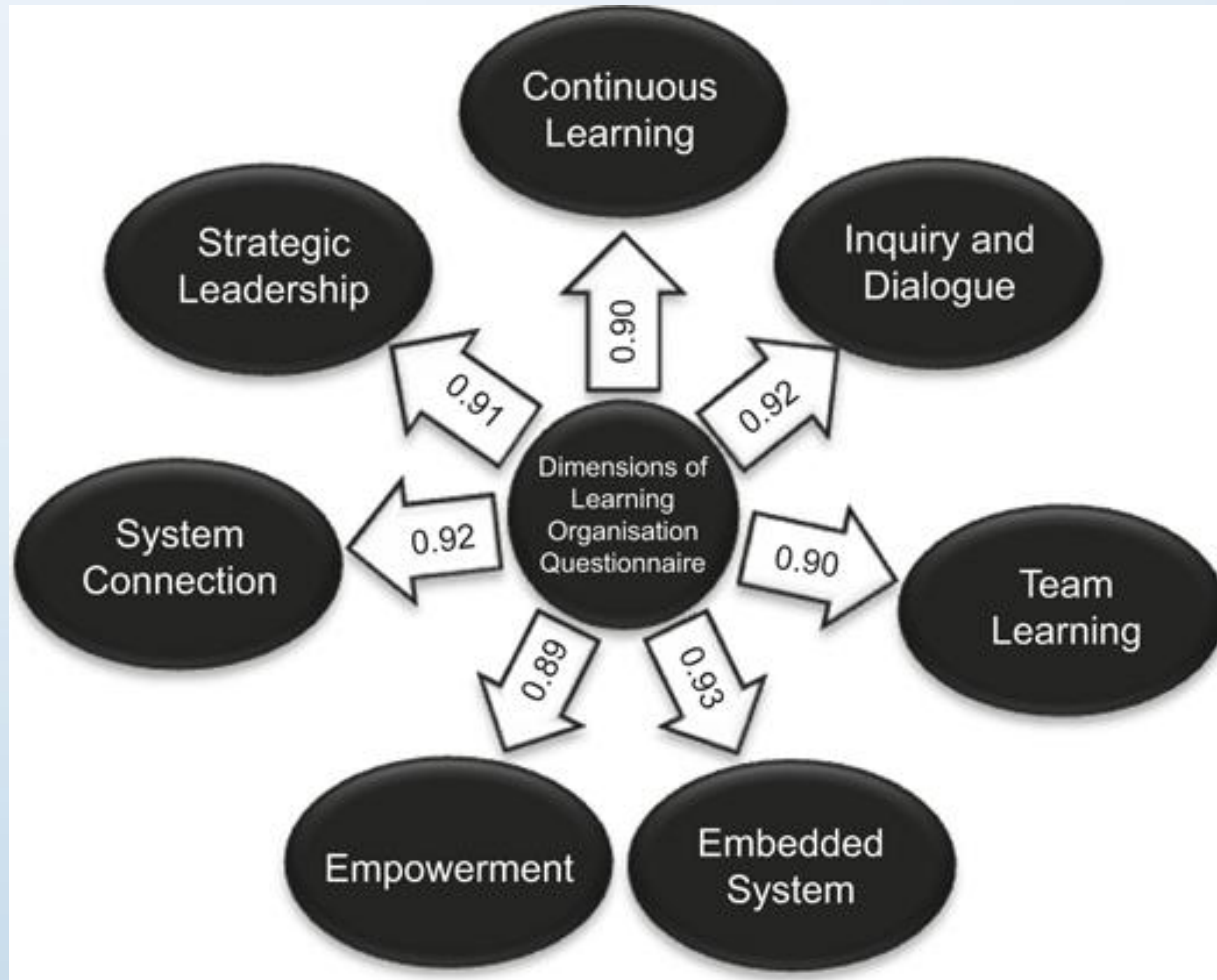 Continuous
Learning
Strategic
Leadership
Inquiry and
Dialogue
0.90
0.91
0.92
Dimensions of
Learning
Organisation
Questionnaire
System
Connection
0.92
0.90
Team
Learning
0.89
0.93
Empowerment
Embedded
System